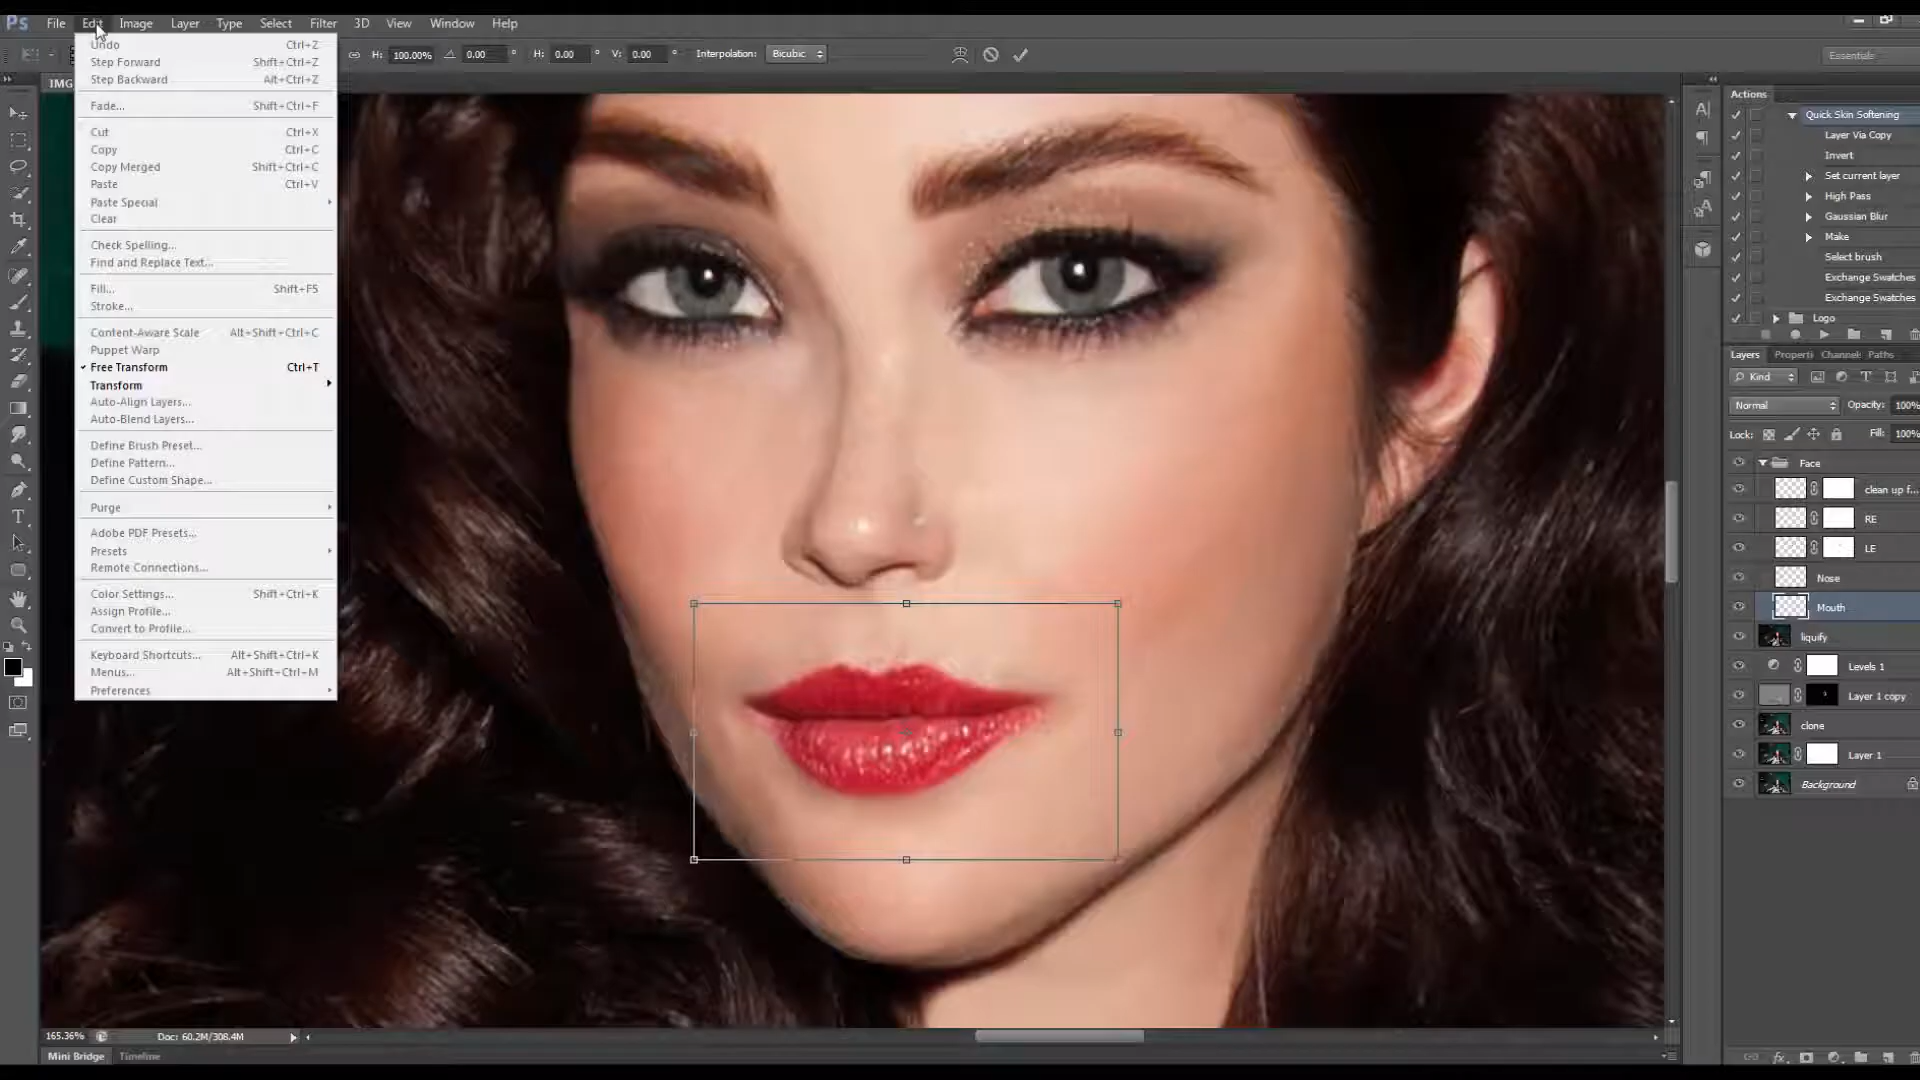 Ps File Edit Image Layer Type Select Filter 3D View Window Help
H: 100.00% 0.00 ° H: 0.00 ° V: 0.00 ° Interpolation: Bicubic Essentials
IMG
Undo Ctrl+Z
Step Forward Shift+Ctrl+Z
Step Backward Alt+Ctrl+Z
Fade... Shift+Ctrl+F
Cut Ctrl+X
Copy Ctrl+C
Copy Merged Shift+Ctrl+C
Paste Ctrl+V
Paste Special
Clear
Check Spelling...
Find and Replace Text...
Fill... Shift+F5
Stroke...
Content-Aware Scale Alt+Shift+Ctrl+C
Puppet Warp
Free Transform Ctrl+T
Transform
Auto-Align Layers...
Auto-Blend Layers...
Define Brush Preset...
Define Pattern...
Define Custom Shape...
Purge
Adobe PDF Presets...
Presets
Remote Connections...
Color Settings... Shift+Ctrl+K
Assign Profile...
Convert to Profile...
Keyboard Shortcuts... Alt+Shift+Ctrl+K
Menus... Alt+Shift+Ctrl+M
Preferences
Actions
Quick Skin Softening
Layer Via Copy
Invert
Set current layer
High Pass
Gaussian Blur
Make
Select brush
Exchange Swatches
Exchange Swatches
Logo
Layers Properti Channel Paths
Kind
Normal Opacity: 100%
Lock: Fill: 100%
Face
clean up f...
RE
LE
Nose
Mouth
liquify
Levels 1
Layer 1 copy
clone
Layer 1
Background
165.36% Doc: 60.2M/308.4M
Mini Bridge Timeline